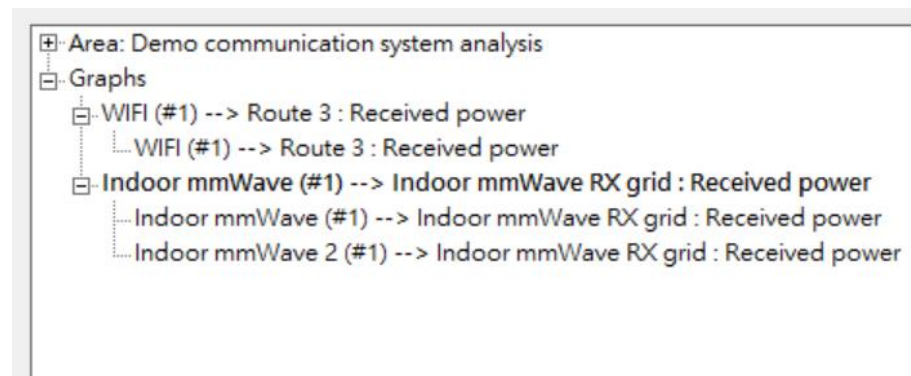 Area: Demo communication system analysis
Graphs
WIFI (#1) --> Route 3 : Received power
WIFI (#1) --> Route 3 : Received power
Indoor mmWave (#1) --> Indoor mmWave RX grid : Received power
Indoor mmWave (#1) --> Indoor mmWave RX grid : Received power
Indoor mmWave 2 (#1) --> Indoor mmWave RX grid : Received power